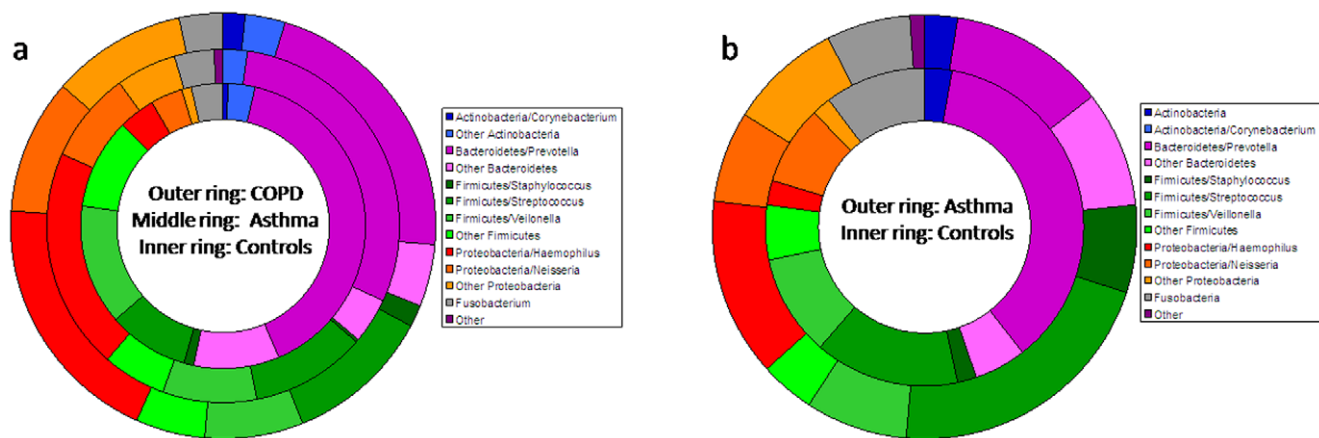 a
Outer ring: COPD
Middle ring: Asthma
Inner ring: Controls
Actinobacteria/Corynebacterium
Other Actinobacteria
Bacteroidetes/Prevotella
Other Bacteroidetes
Firmicutes/Staphylococcus
Firmicutes/Streptococcus
Firmicutes/Veillonella
Other Firmicutes
Proteobacteria/Haemophilus
Proteobacteria/Neisseria
Other Proteobacteria
Fusobacterium
Other
b
Outer ring: Asthma
Inner ring: Controls
Actinobacteria
Actinobacteria/Corynebacterium
Bacteroidetes/Prevotella
Other Bacteroidetes
Firmicutes/Staphylococcus
Firmicutes/Streptococcus
Firmicutes/Veillonella
Other Firmicutes
Proteobacteria/Haemophilus
Proteobacteria/Neisseria
Other Proteobacteria
Fusobacteria
Other